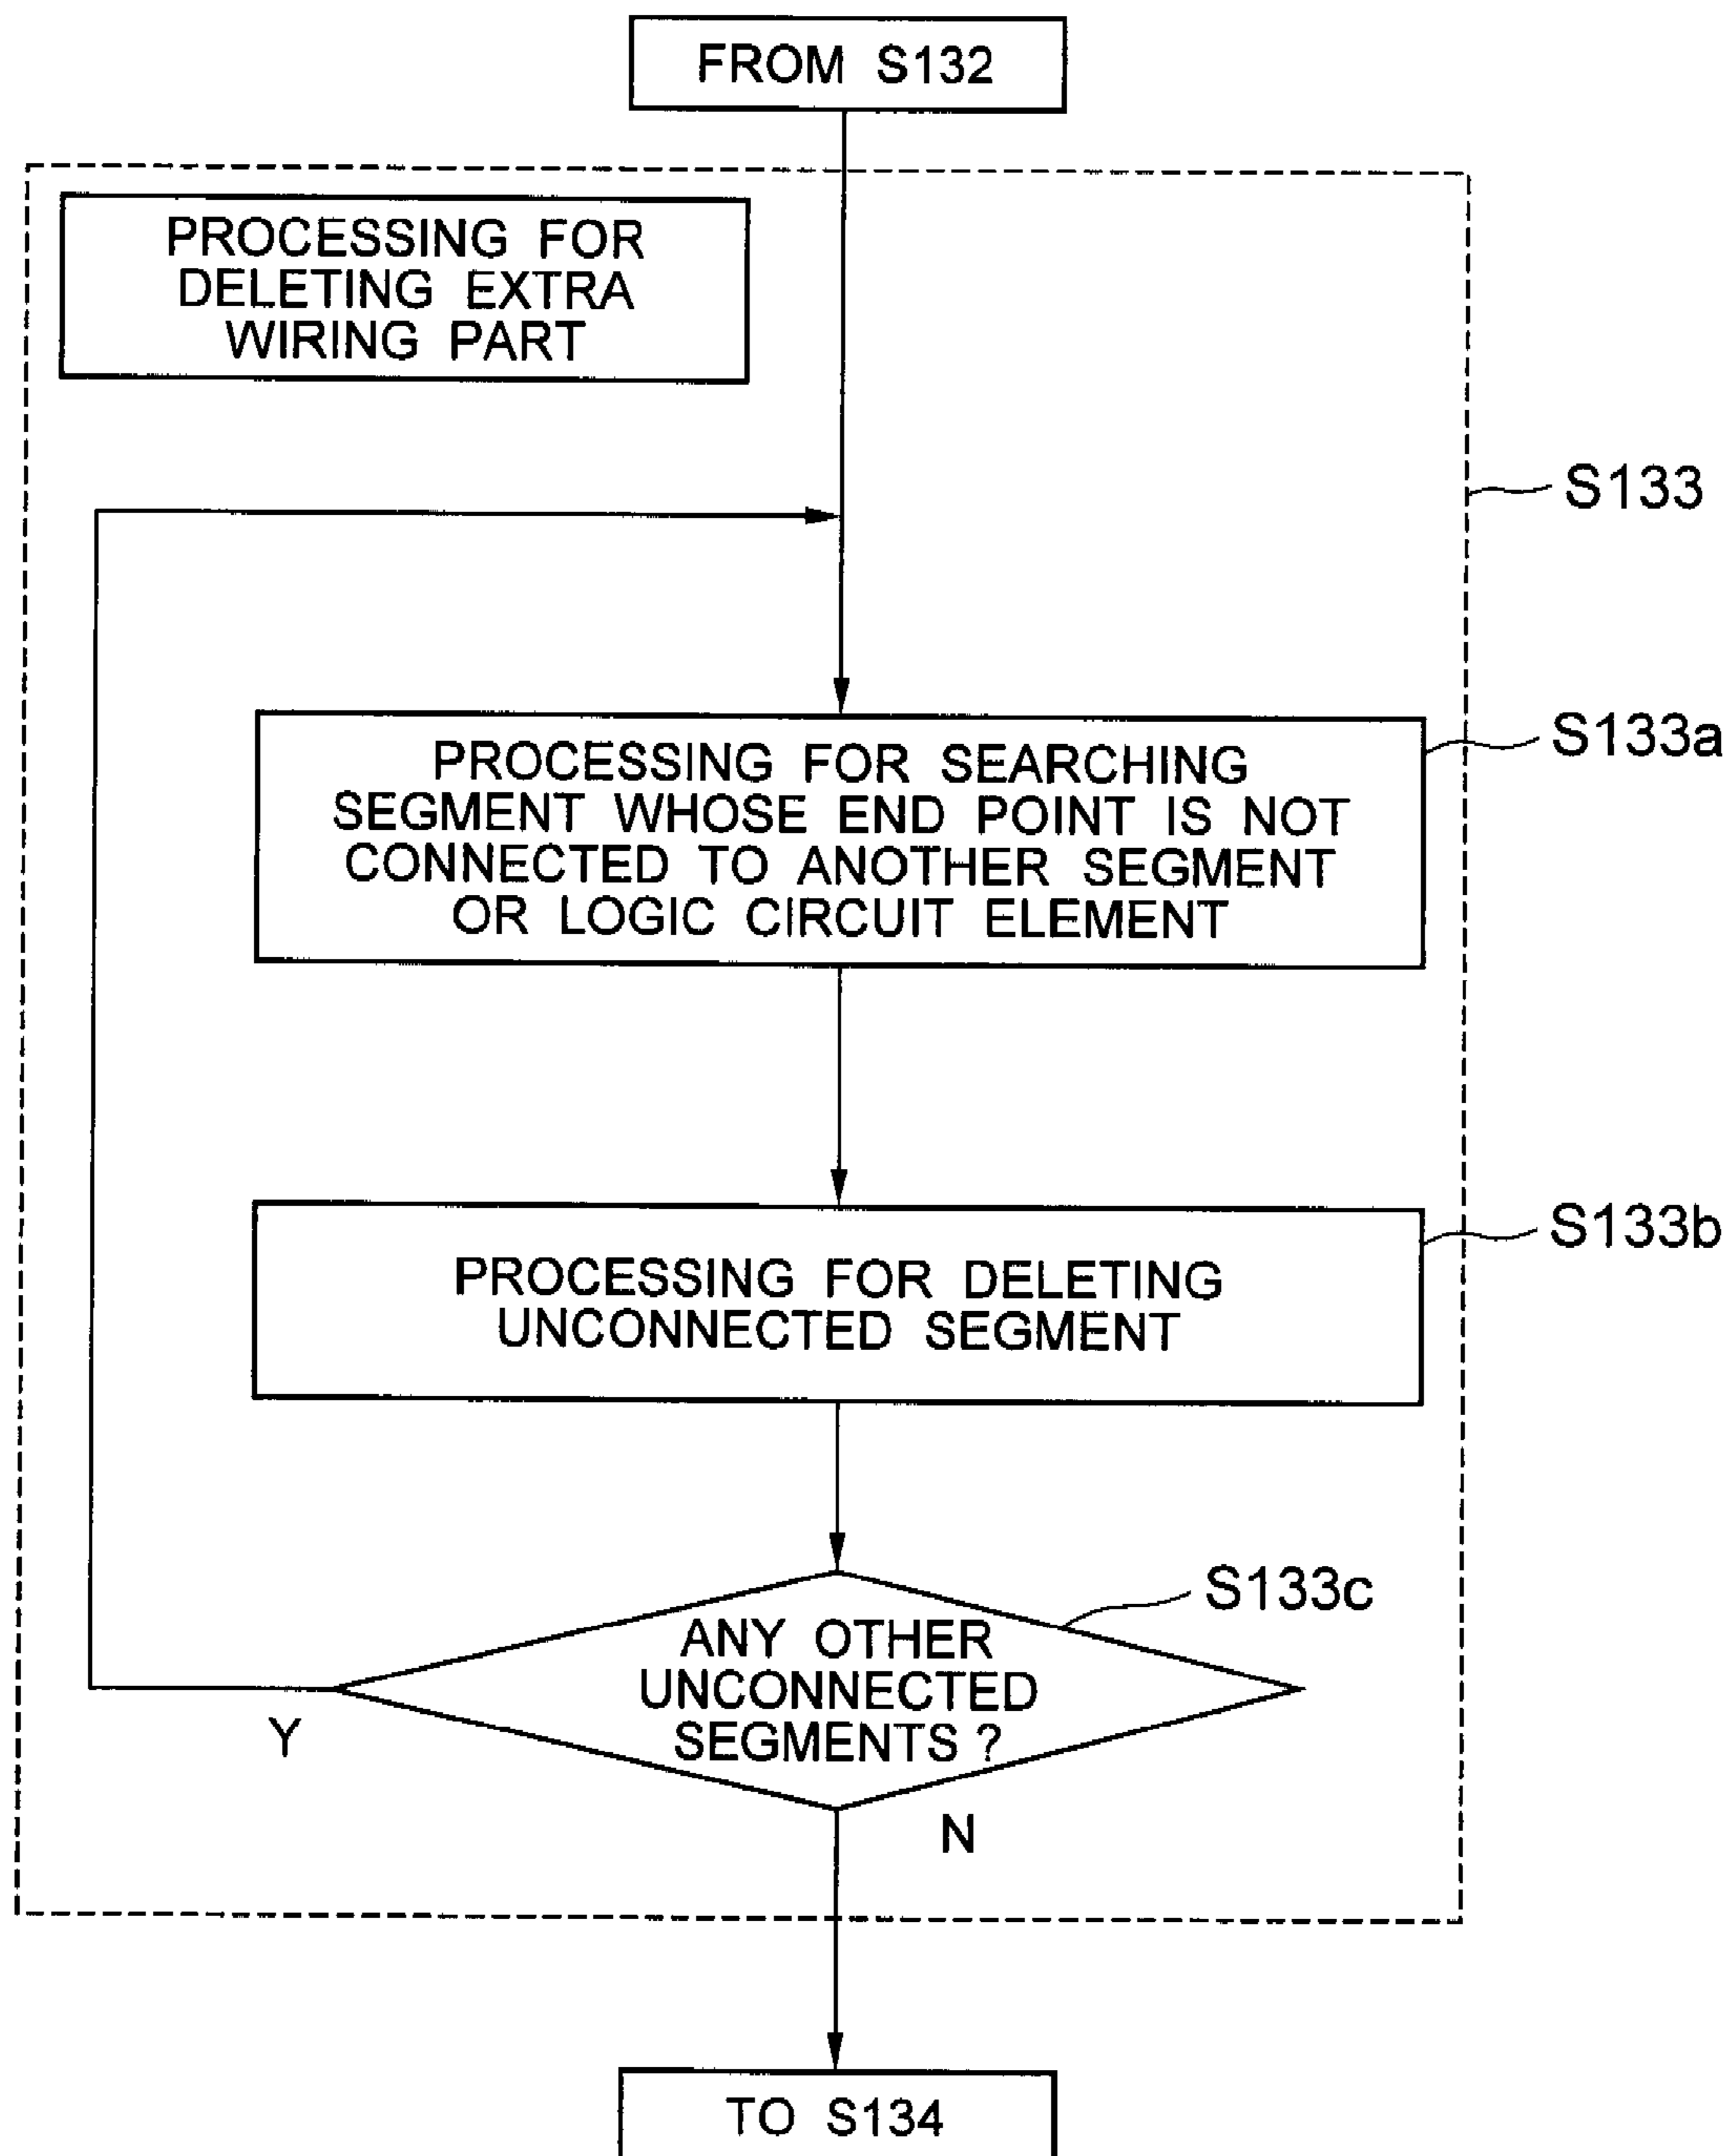 FROM S132
PROCESSING FOR
DELETING EXTRA
WIRING PART
S133
PROCESSING FOR SEARCHING
SEGMENT WHOSE END POINT IS NOT
CONNECTED TO ANOTHER SEGMENT
OR LOGIC CIRCUIT ELEMENT
S133a
PROCESSING FOR DELETING
UNCONNECTED SEGMENT
S133b
ANY OTHER
UNCONNECTED
SEGMENTS ?
S133c
Y
N
TO S134